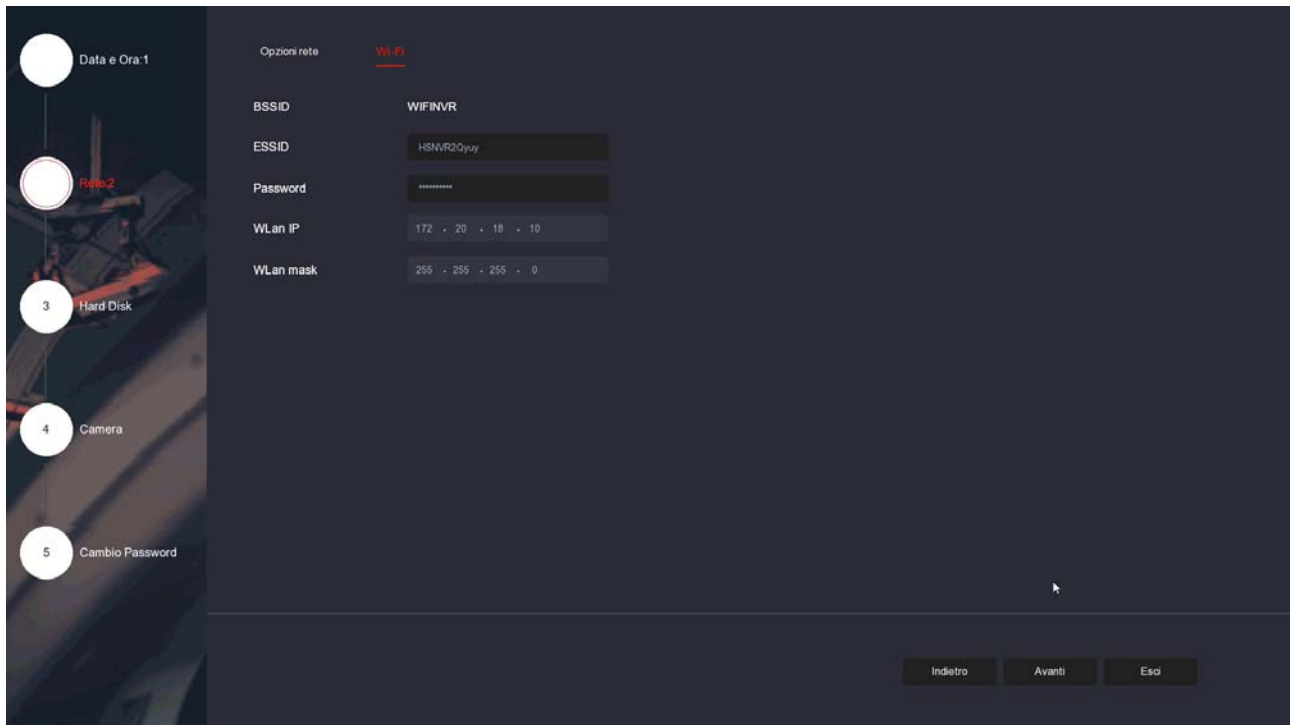 Data e Ora:1
Rete:2
3 Hard Disk
4 Camera
5 Cambio Password
Opzioni rete Wi-Fi
BSSID WIFINVR
ESSID H5NVR2Qyuy
Password **********
WLan IP 172 . 20 . 18 . 10
WLan mask 255 . 255 . 255 . 0
Indietro Avanti Esci